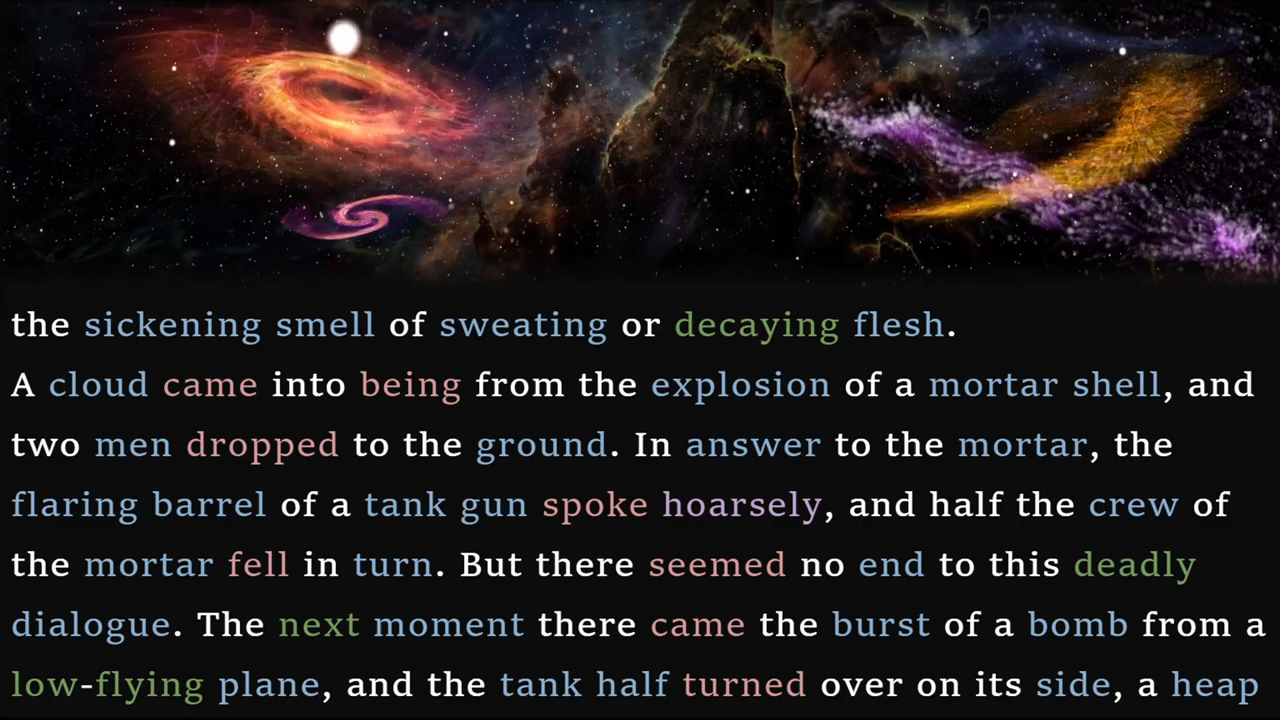 the sickening smell of sweating or decaying flesh.
A cloud came into being from the explosion of a mortar shell, and
two men dropped to the ground. In answer to the mortar, the
flaring barrel of a tank gun spoke hoarsely, and half the crew of
the mortar fell in turn. But there seemed no end to this deadly
dialogue. The next moment there came the burst of a bomb from a
low-flying plane, and the tank half turned over on its side, a heap